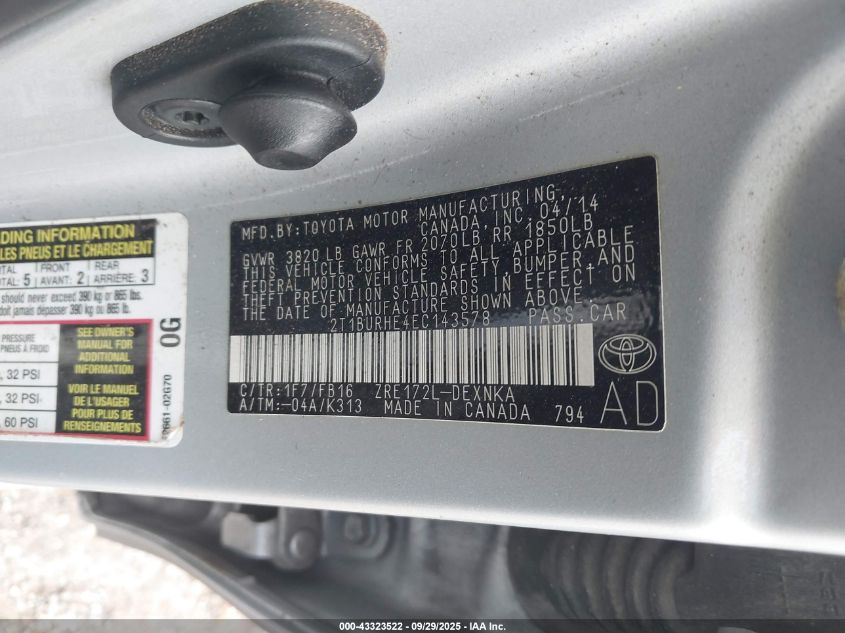 MFD.BY:TOYOTA MOTOR MANUFACTURING
CANADA, INC. 04/14
GVWR 3820 LB GAWR FR 2070LB RR 1850LB
THIS VEHICLE CONFORMS TO ALL APPLICABLE
FEDERAL MOTOR VEHICLE SAFETY, BUMPER, AND
THEFT PREVENTION STANDARDS IN EFFECT ON
THE DATE OF MANUFACTURE SHOWN ABOVE.
2T1BURHE4EC143578 PASS.CAR
C/TR:1F7/FB16 ZRE172L-DEXNKA
A/TM:-04A/K313 MADE IN CANADA 794
AD
DING INFORMATION
LES PNEUS ET LE CHARGEMENT
TOTAL 5 FRONT 2 REAR 3
TOTAL: AVANT: ARRIÈRE:
should never exceed 390 kg or 865 lbs.
doit jamais dépasser 390 kg ou 865 lb.
PRESSURE
PNEUS À FROID
, 32 PSI
, 32 PSI
, 60 PSI
SEE OWNER'S
MANUAL FOR
ADDITIONAL
INFORMATION
VOIR LE MANUEL
DE L'USAGER
POUR PLUS DE
RENSEIGNEMENTS
0G
02G70
000-43323522 (09/29/2025 - IAA Inc.